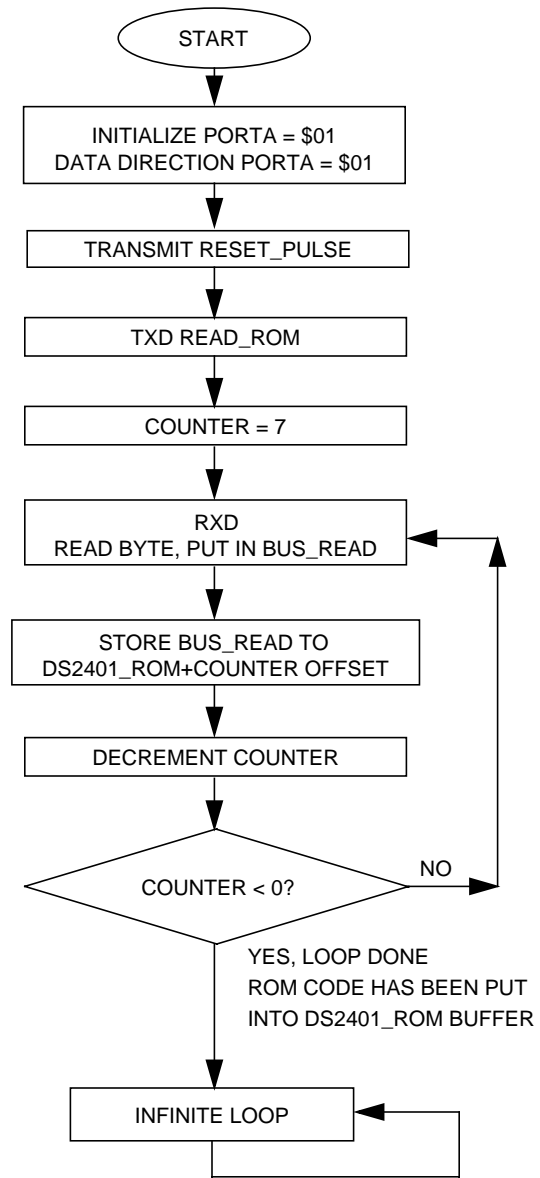 START
INITIALIZE PORTA = $01
DATA DIRECTION PORTA = $01
TRANSMIT RESET_PULSE
TXD READ_ROM
COUNTER = 7
RXD
READ BYTE, PUT IN BUS_READ
STORE BUS_READ TO
DS2401_ROM+COUNTER OFFSET
DECREMENT COUNTER
COUNTER < 0?
NO
YES, LOOP DONE
ROM CODE HAS BEEN PUT
INTO DS2401_ROM BUFFER
INFINITE LOOP